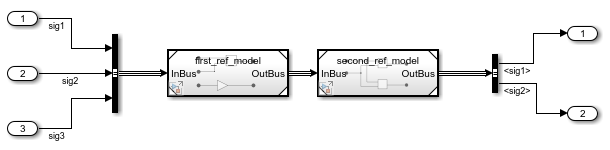 1
sig1
2
sig2
3
sig3
first_ref_model
InBus
OutBus
second_ref_model
InBus
OutBus
<sig1>
<sig2>
1
2